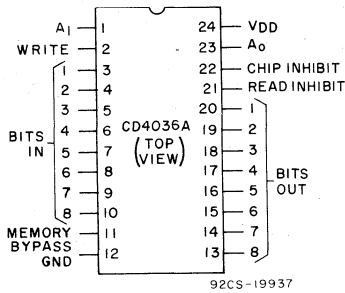 A1 1 24 VDD
WRITE 2 23 A0
1 3 22 CHIP INHIBIT
2 4 21 READ INHIBIT
3 5 20 1
4 6 19 2
5 7 18 3
6 8 17 4
7 9 16 5
8 10 15 6
MEMORY BYPASS 11 14 7
GND 12 13 8
BITS IN
CD4036A
(TOP VIEW)
BITS OUT
92CS-19937